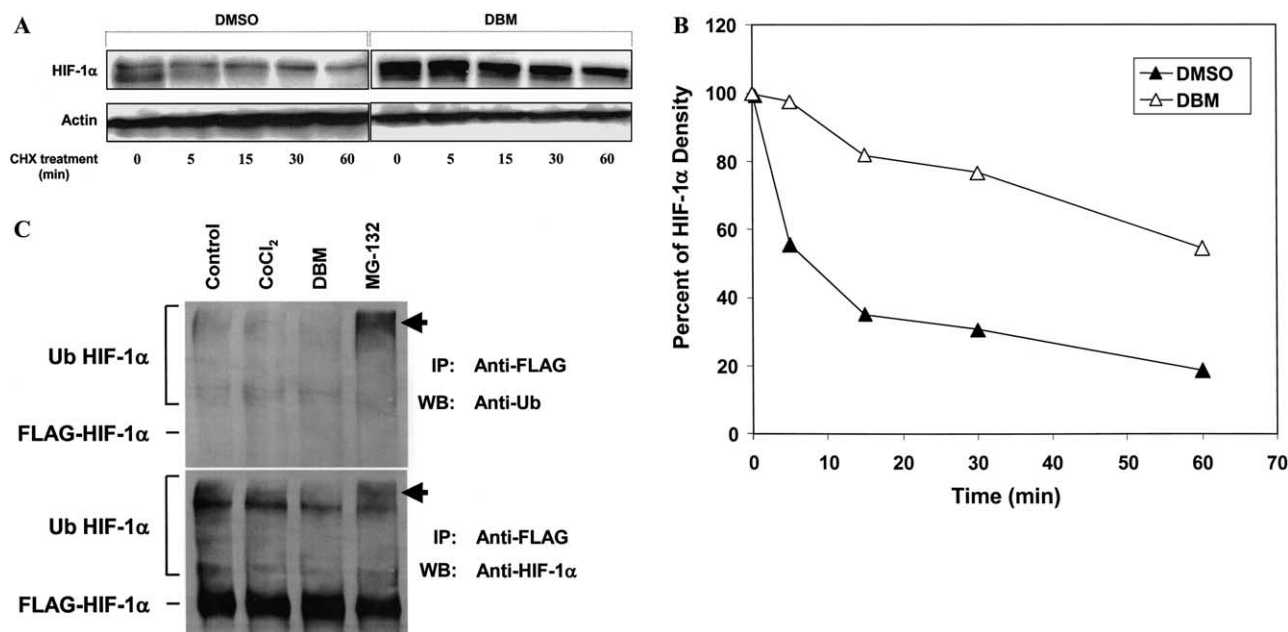 A
DMSO
DBM
HIF-1α
Actin
CHX treatment
(min)
0 5 15 30 60 0 5 15 30 60
B
Percent of HIF-1α Density
120
100
80
60
40
20
0
DMSO
DBM
0 10 20 30 40 50 60 70
Time (min)
C
Control
CoCl₂
DBM
MG-132
Ub HIF-1α
IP: Anti-FLAG
WB: Anti-Ub
FLAG-HIF-1α
Ub HIF-1α
IP: Anti-FLAG
WB: Anti-HIF-1α
FLAG-HIF-1α